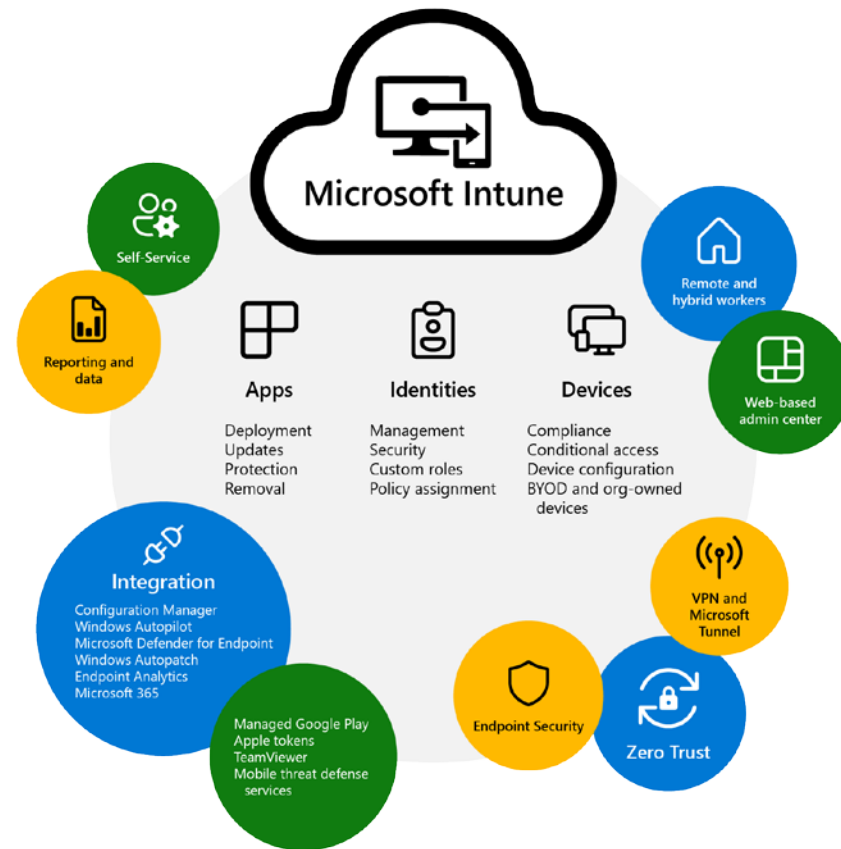 Microsoft Intune
Self-Service
Reporting and
data
Remote and
hybrid workers
Web-based
admin center
Apps
Deployment
Updates
Protection
Removal
Identities
Management
Security
Custom roles
Policy assignment
Devices
Compliance
Conditional access
Device configuration
BYOD and org-owned
devices
Integration
Configuration Manager
Windows Autopilot
Microsoft Defender for Endpoint
Windows Autopatch
Endpoint Analytics
Microsoft 365
Managed Google Play
Apple tokens
TeamViewer
Mobile threat defense
services
VPN and
Microsoft
Tunnel
Endpoint Security
Zero Trust